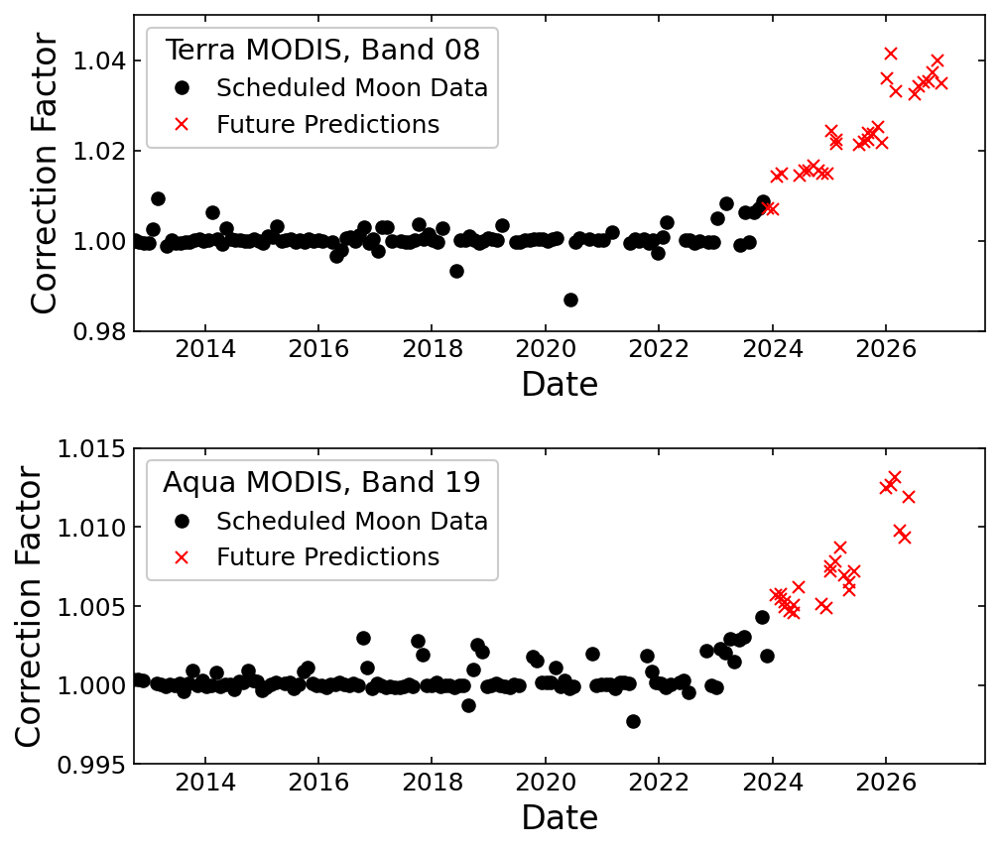 Terra MODIS, Band 08
Scheduled Moon Data
Future Predictions
Correction Factor
1.04
1.02
1.00
0.98
2014 2016 2018 2020 2022 2024 2026
Date
Aqua MODIS, Band 19
Scheduled Moon Data
Future Predictions
Correction Factor
1.015
1.010
1.005
1.000
0.995
2014 2016 2018 2020 2022 2024 2026
Date